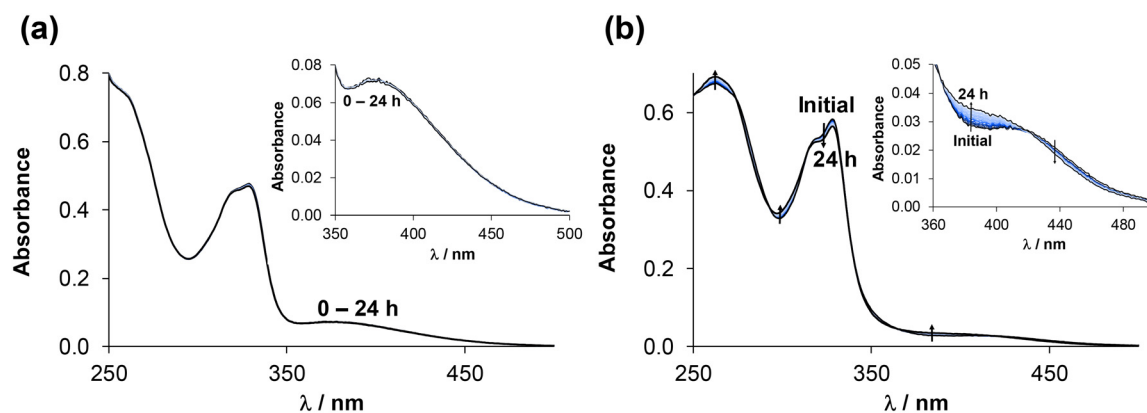 (a)
0.8
0.6
0.4
0.2
0.0
250
350
450
Absorbance
λ / nm
0 – 24 h
0.08
0.06
0.04
0.02
0.00
350
400
450
500
Absorbance
λ / nm
0 – 24 h
(b)
0.6
0.4
0.2
0.0
250
350
450
Absorbance
λ / nm
Initial
24 h
0.05
0.04
0.03
0.02
0.01
0.00
360
400
440
480
Absorbance
λ / nm
24 h
Initial